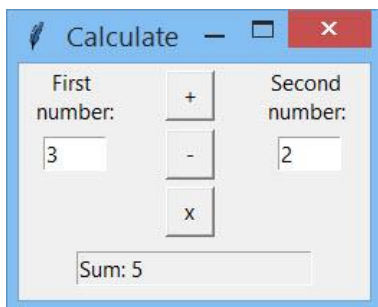 Calculate
First
number:
+
Second
number:
3
-
2
x
Sum: 5